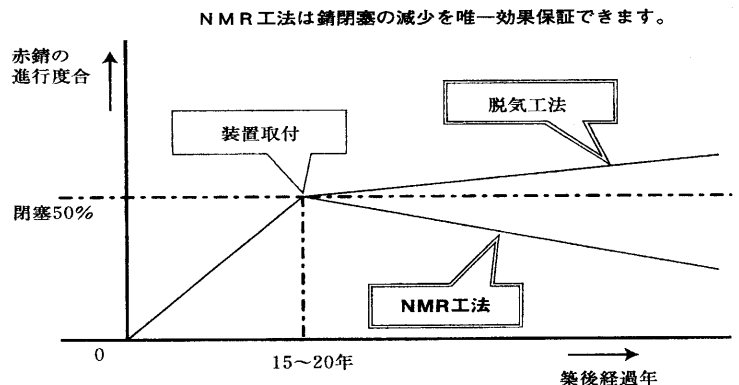 NMR工法は錆閉塞の減少を唯一効果保証できます。
赤錆の
進行度合
脱気工法
装置取付
閉塞50%
NMR工法
0
15～20年
築後経過年